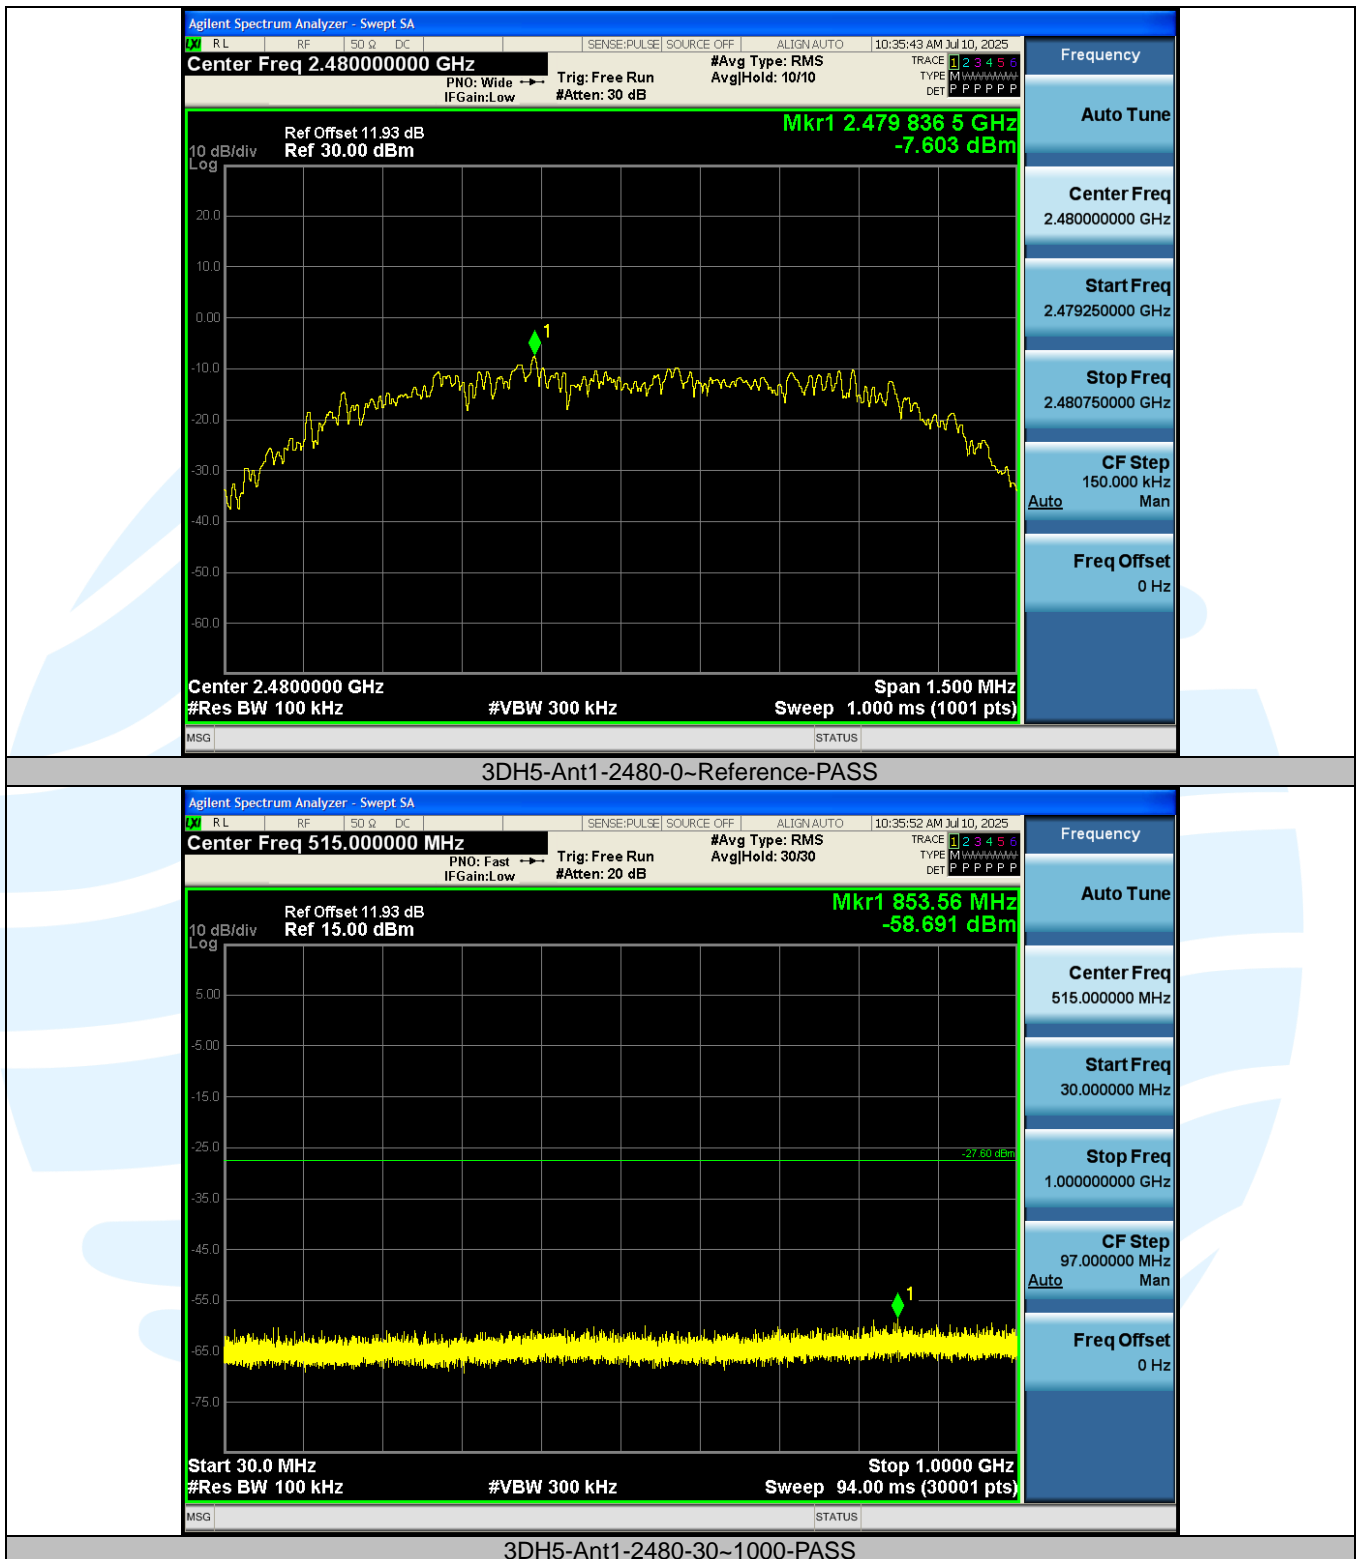 Agilent Spectrum Analyzer - Swept SA
LXI RL RF 50 Ω DC SENSE:PULSE SOURCE OFF ALIGN AUTO 10:35:43 AM Jul 10, 2025
Center Freq 2.480000000 GHz
PNO: Wide
IFGain:Low
Trig: Free Run
#Atten: 30 dB
#Avg Type: RMS
Avg|Hold: 10/10
TRACE 1 2 3 4 5 6
TYPE M W W W W W
DET P P P P P P
Mkr1 2.479 836 5 GHz
-7.603 dBm
Ref Offset 11.93 dB
10 dB/div Ref 30.00 dBm
Log
1
20.0
10.0
0.00
-10.0
-20.0
-30.0
-40.0
-50.0
-60.0
Center 2.4800000 GHz Span 1.500 MHz
#Res BW 100 kHz #VBW 300 kHz Sweep 1.000 ms (1001 pts)
MSG STATUS
Frequency
Auto Tune
Center Freq
2.480000000 GHz
Start Freq
2.479250000 GHz
Stop Freq
2.480750000 GHz
CF Step
150.000 kHz
Auto Man
Freq Offset
0 Hz
3DH5-Ant1-2480-0~Reference-PASS
Agilent Spectrum Analyzer - Swept SA
LXI RL RF 50 Ω DC SENSE:PULSE SOURCE OFF ALIGN AUTO 10:35:52 AM Jul 10, 2025
Center Freq 515.000000 MHz
PNO: Fast
IFGain:Low
Trig: Free Run
#Atten: 20 dB
#Avg Type: RMS
Avg|Hold: 30/30
TRACE 1 2 3 4 5 6
TYPE M W W W W W
DET P P P P P P
Mkr1 853.56 MHz
-58.691 dBm
Ref Offset 11.93 dB
10 dB/div Ref 15.00 dBm
Log
5.00
-5.00
-15.0
-25.0
-27.60 dBm
-35.0
-45.0
-55.0
1
-65.0
-75.0
Start 30.0 MHz Stop 1.0000 GHz
#Res BW 100 kHz #VBW 300 kHz Sweep 94.00 ms (30001 pts)
MSG STATUS
Frequency
Auto Tune
Center Freq
515.000000 MHz
Start Freq
30.000000 MHz
Stop Freq
1.000000000 GHz
CF Step
97.000000 MHz
Auto Man
Freq Offset
0 Hz
3DH5-Ant1-2480-30~1000-PASS